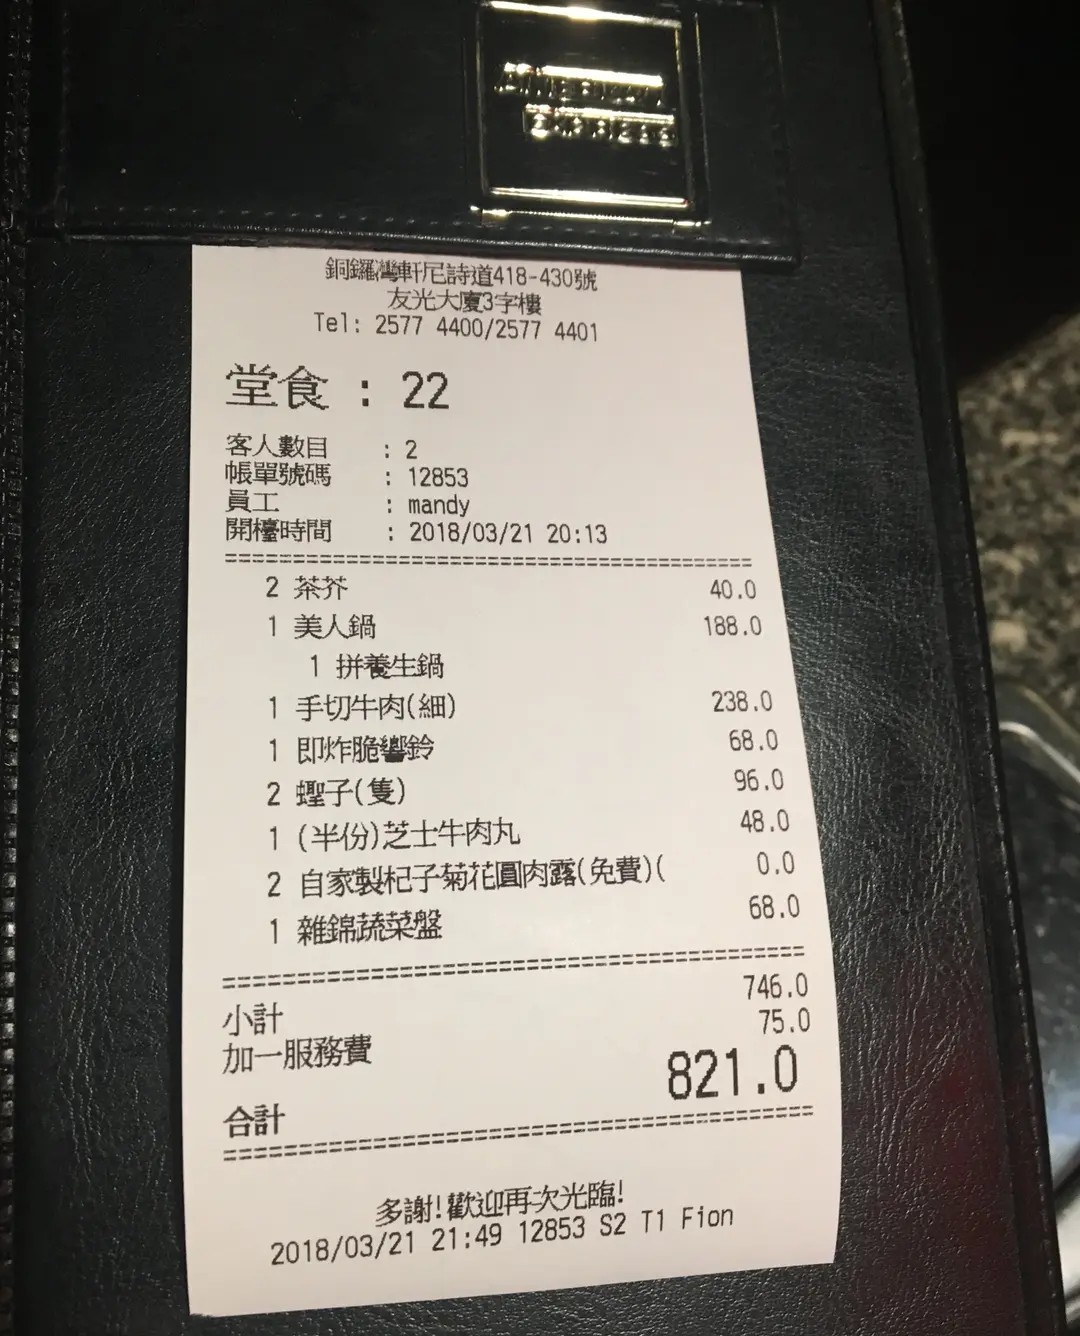 AMERICAN
EXPRESS
銅鑼灣軒尼詩道418-430號
友光大廈3字樓
Tel: 2577 4400/2577 4401
堂食 : 22
客人數目 : 2
帳單號碼 : 12853
員工 : mandy
開檯時間 : 2018/03/21 20:13
2 茶芥 40.0
1 美人鍋 188.0
1 拼養生鍋
1 手切牛肉(細) 238.0
1 即炸脆響鈴 68.0
2 蟶子(隻) 96.0
1 (半份)芝士牛肉丸 48.0
2 自家製杞子菊花圓肉露(免費)( 0.0
1 雜錦蔬菜盤 68.0
小計 746.0
加一服務費 75.0
合計 821.0
多謝!歡迎再次光臨!
2018/03/21 21:49 12853 S2 T1 Fion